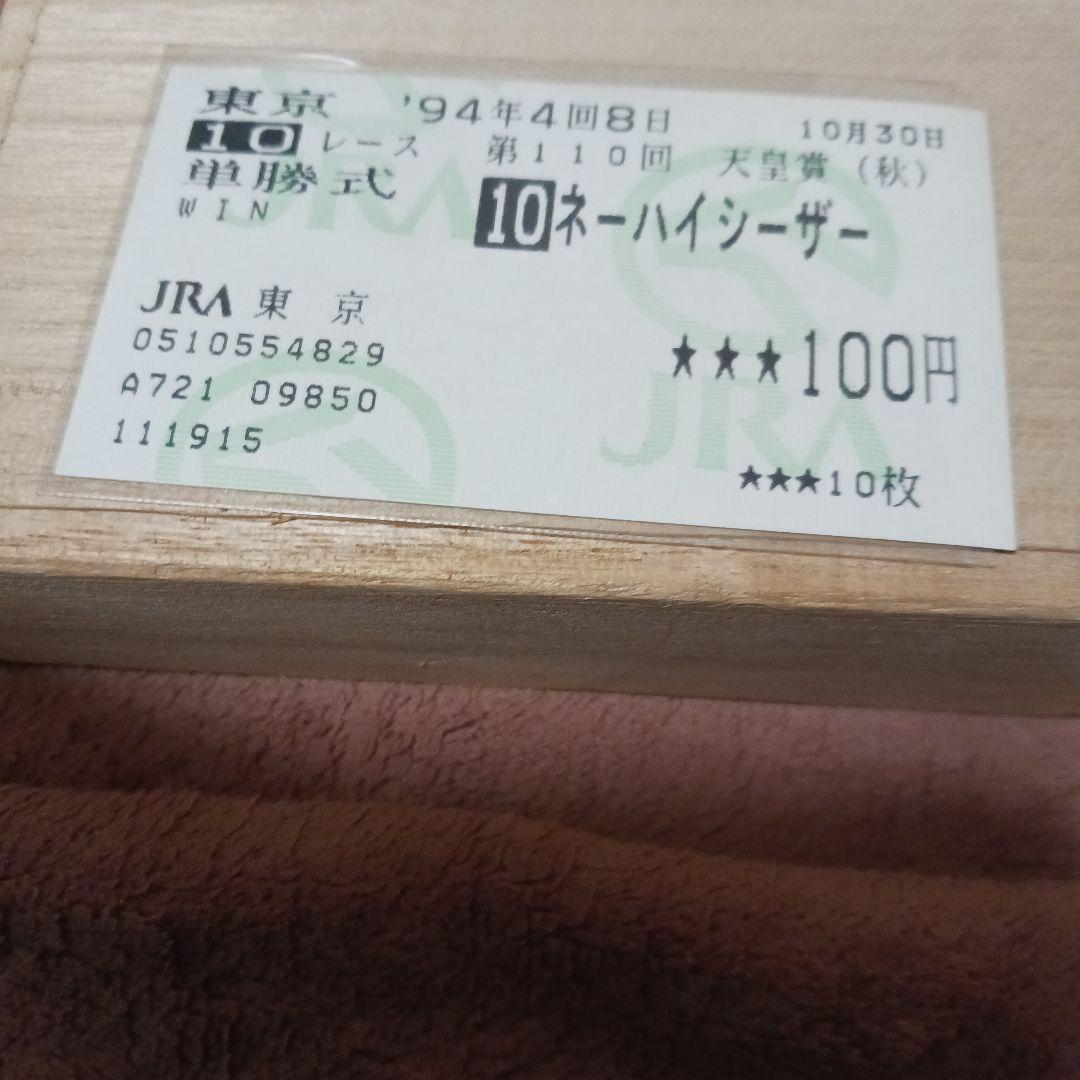 東京 '94年4回8日 10月30日
10 レース 第110回 天皇賞(秋)
単勝式
WIN
10 ネーハイシーザー
JRA 東京
0510554829
A721 09850
111915
★★★100円
★★★10枚
JRA
JRA